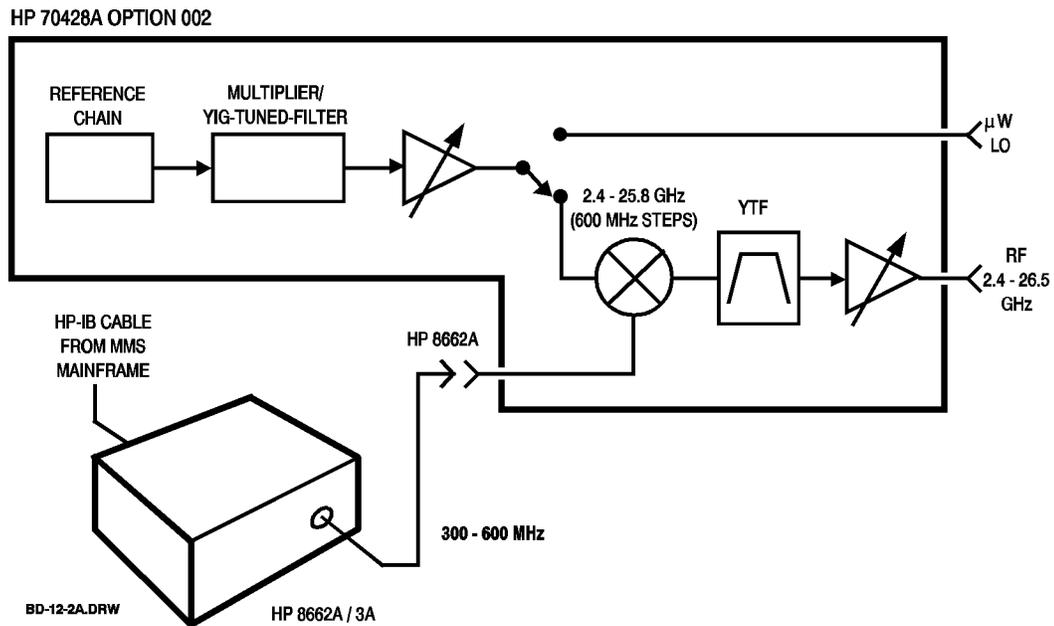 HP 70428A OPTION 002
REFERENCE
CHAIN
MULTIPLIER/
YIG-TUNED-FILTER
µW
LO
2.4 - 25.8 GHz
(600 MHz STEPS)
YTF
RF
2.4 - 26.5
GHz
HP-IB CABLE
FROM MMS
MAINFRAME
HP 8662A
300 - 600 MHz
BD-12-2A.DRW
HP 8662A / 3A